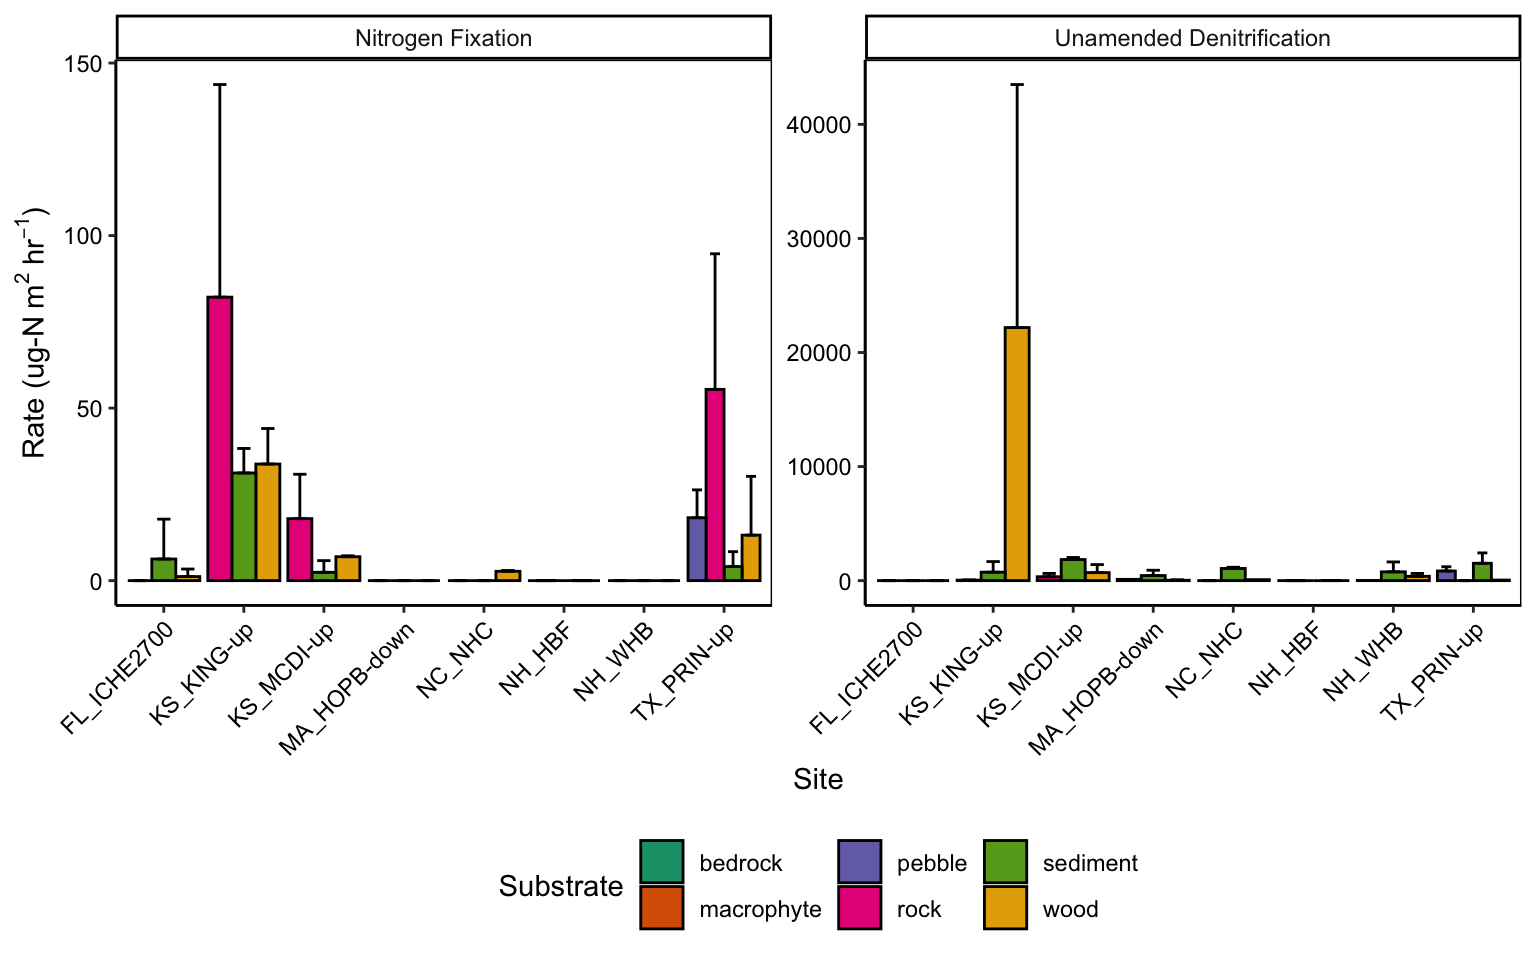 Nitrogen Fixation
Unamended Denitrification
Rate (ug-N m² hr⁻¹)
150
100
50
0
40000
30000
20000
10000
0
FL_ICHE2700
KS_KING-up
KS_MCDI-up
MA_HOPB-down
NC_NHC
NH_HBF
NH_WHB
TX_PRIN-up
FL_ICHE2700
KS_KING-up
KS_MCDI-up
MA_HOPB-down
NC_NHC
NH_HBF
NH_WHB
TX_PRIN-up
Site
Substrate
bedrock
macrophyte
pebble
rock
sediment
wood